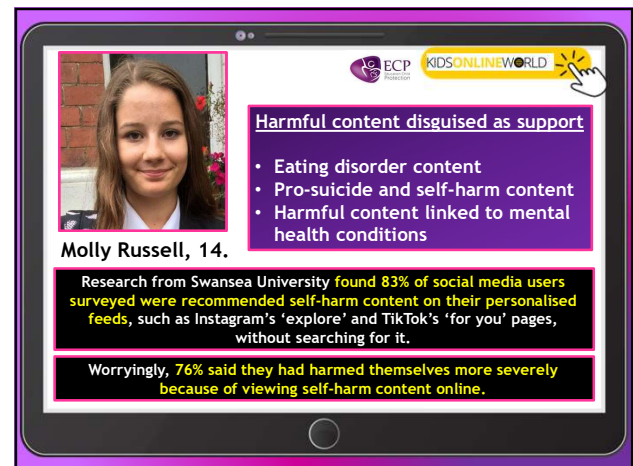 ECP
Education Child
Protection
KIDSONLINEWORLD
Harmful content disguised as support
• Eating disorder content
• Pro-suicide and self-harm content
• Harmful content linked to mental
health conditions
Molly Russell, 14.
Research from Swansea University found 83% of social media users
surveyed were recommended self-harm content on their personalised
feeds, such as Instagram's ‘explore’ and TikTok's ‘for you’ pages,
without searching for it.
Worryingly, 76% said they had harmed themselves more severely
because of viewing self-harm content online.